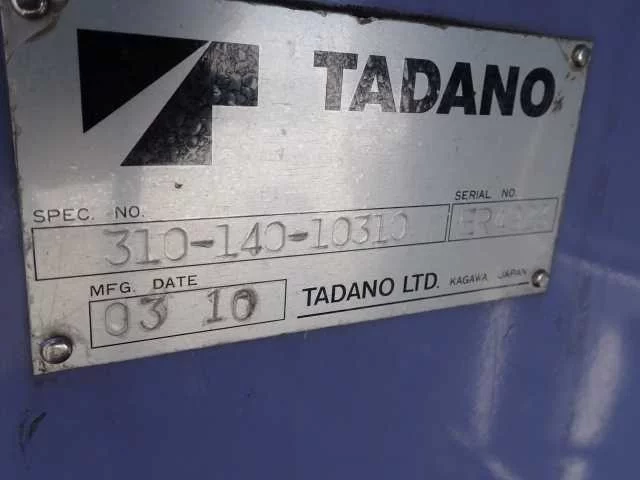 TADANO
SPEC. NO.
310-140-10310
SERIAL NO.
MFG. DATE
03 10
TADANO LTD. KAGAWA JAPAN